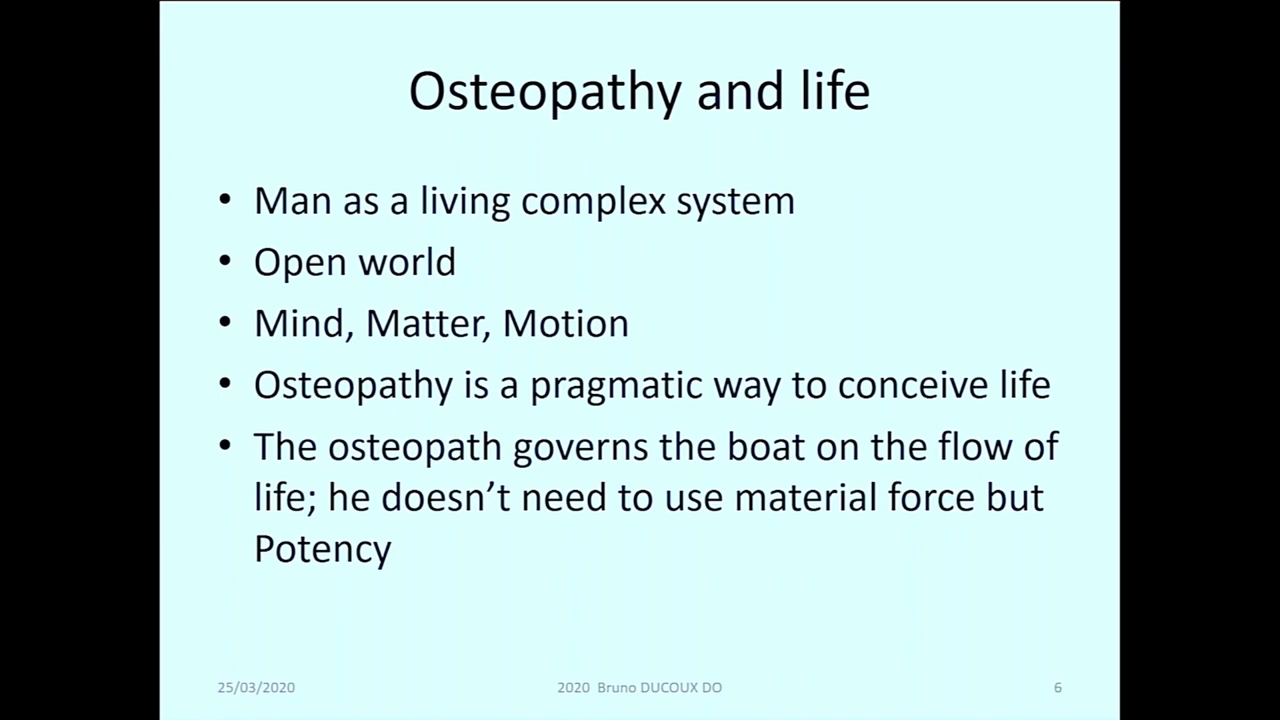 Osteopathy and life
• Man as a living complex system
• Open world
• Mind, Matter, Motion
• Osteopathy is a pragmatic way to conceive life
• The osteopath governs the boat on the flow of
life; he doesn’t need to use material force but
Potency
25/03/2020 2020 Bruno DUCOUX DO 6